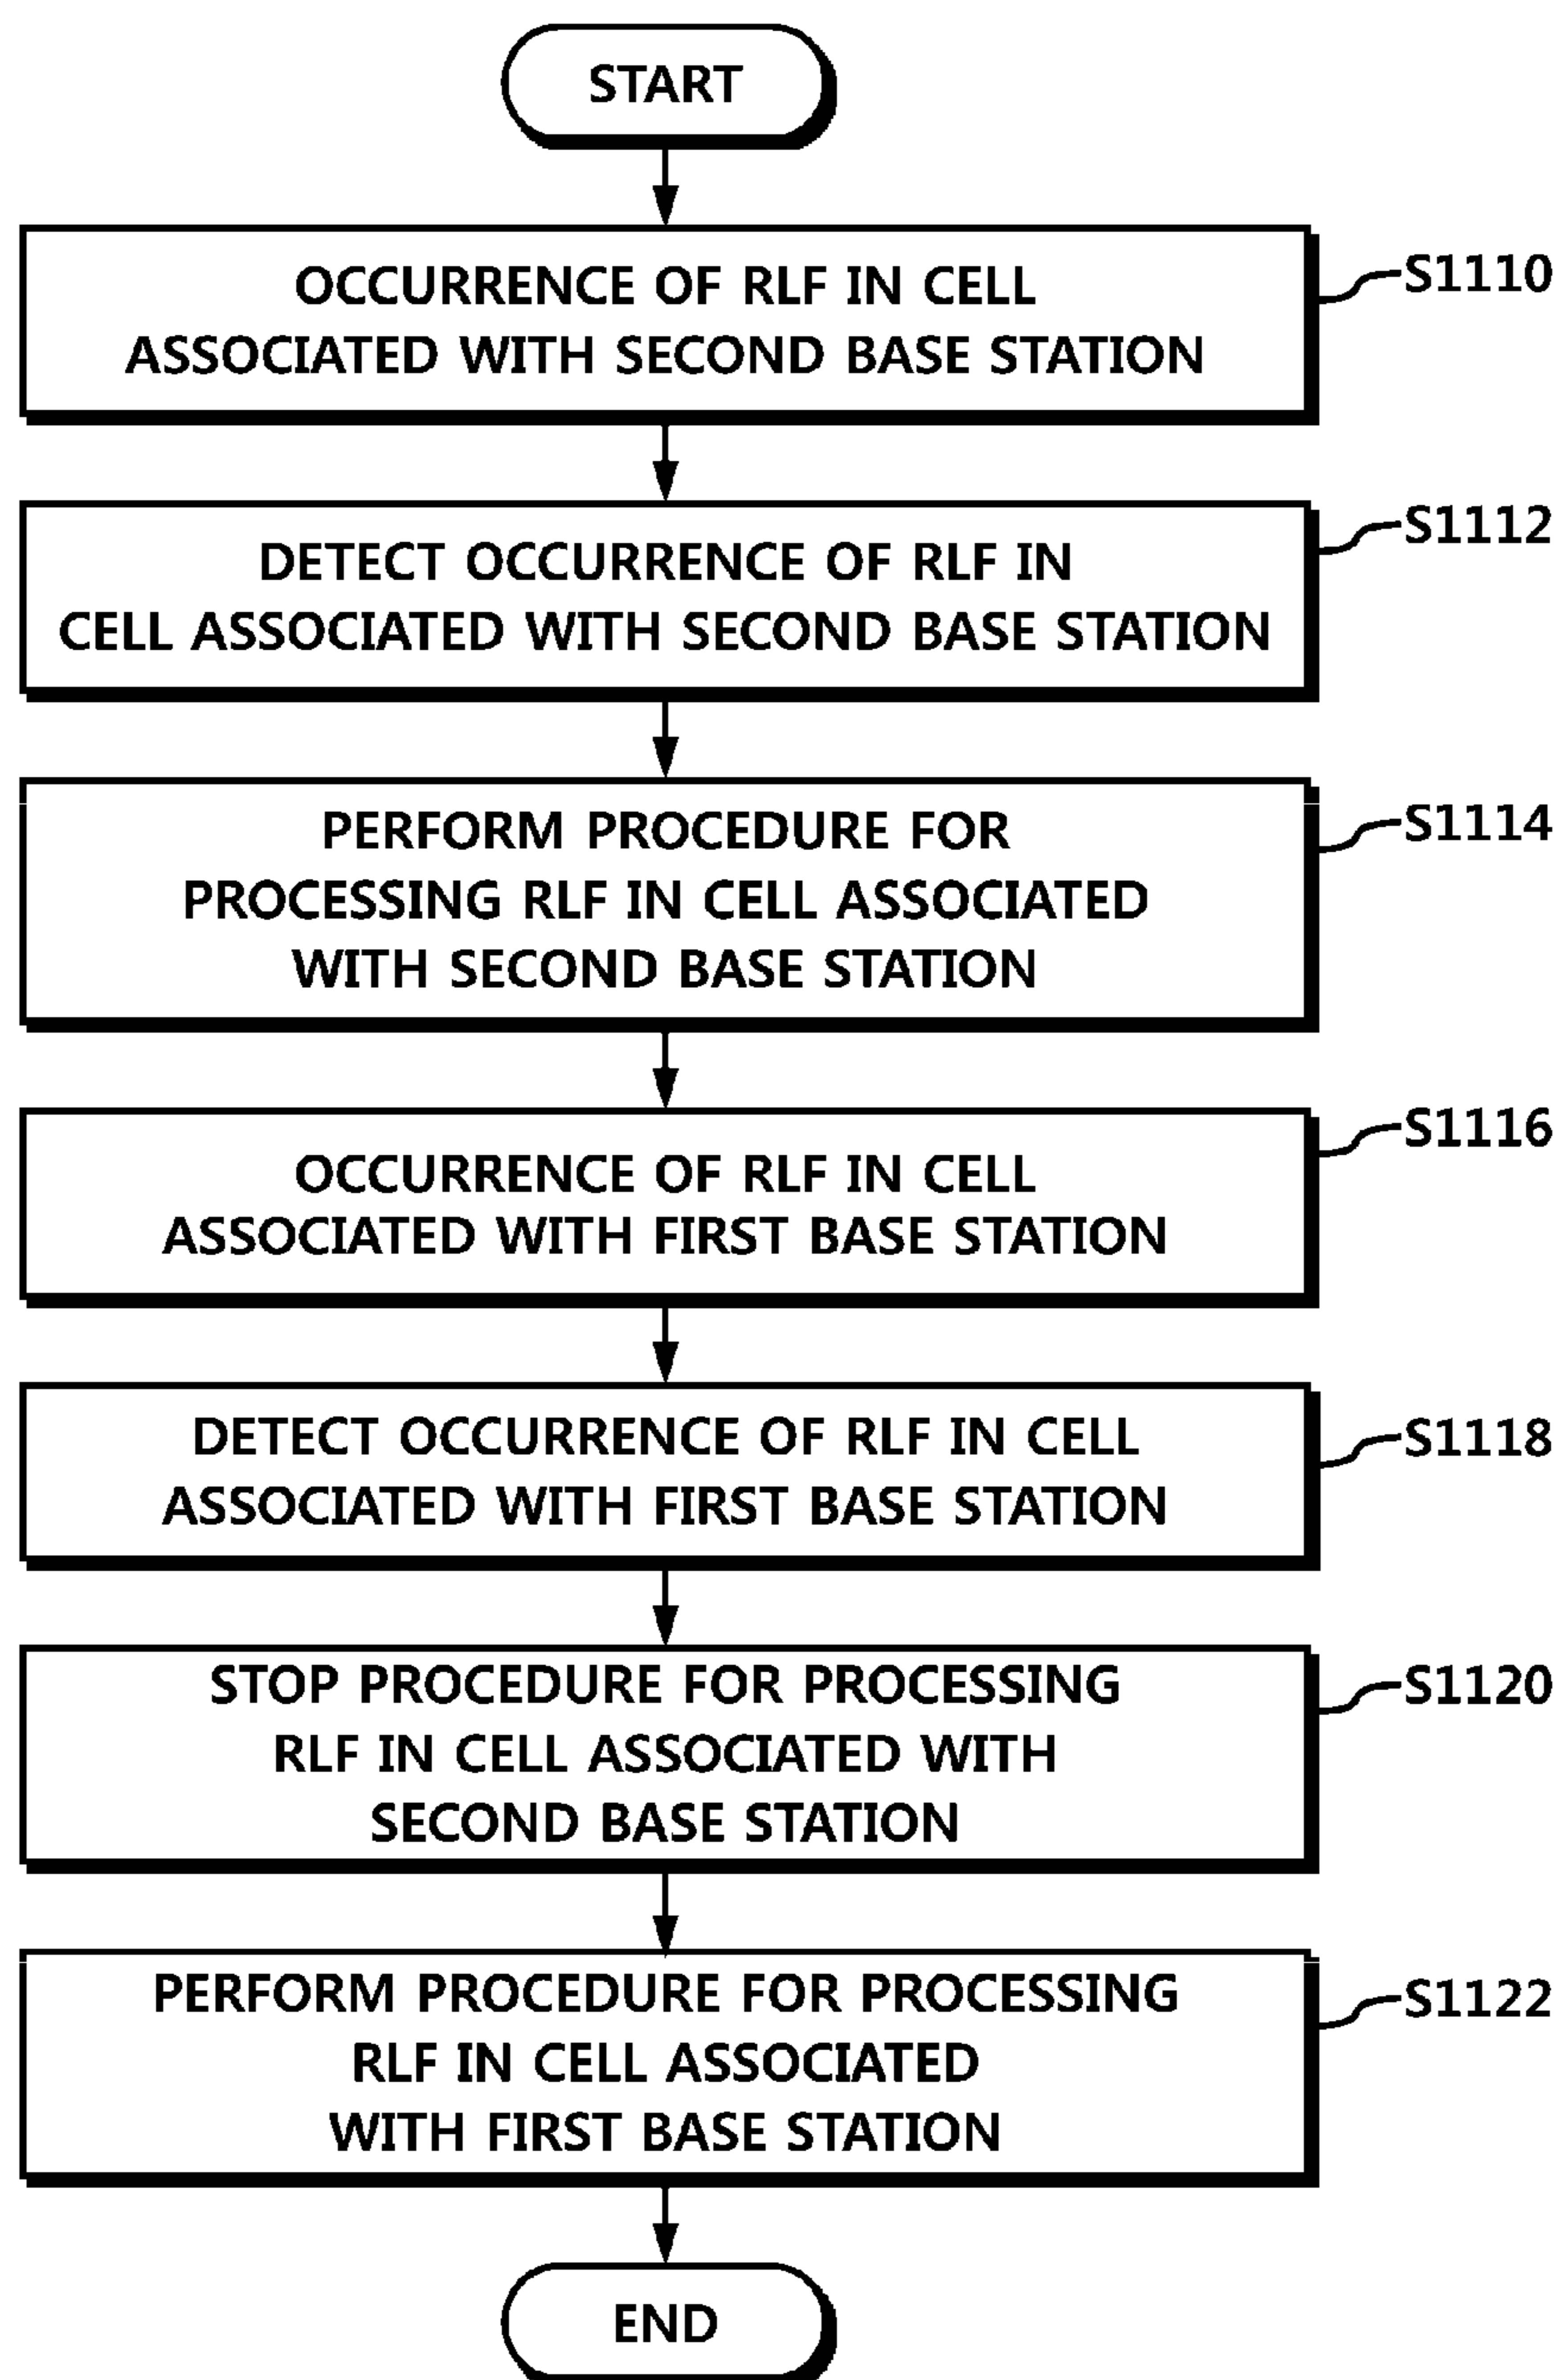 START
OCCURRENCE OF RLF IN CELL
ASSOCIATED WITH SECOND BASE STATION
S1110
DETECT OCCURRENCE OF RLF IN
CELL ASSOCIATED WITH SECOND BASE STATION
S1112
PERFORM PROCEDURE FOR
PROCESSING RLF IN CELL ASSOCIATED
WITH SECOND BASE STATION
S1114
OCCURRENCE OF RLF IN CELL
ASSOCIATED WITH FIRST BASE STATION
S1116
DETECT OCCURRENCE OF RLF IN CELL
ASSOCIATED WITH FIRST BASE STATION
S1118
STOP PROCEDURE FOR PROCESSING
RLF IN CELL ASSOCIATED WITH
SECOND BASE STATION
S1120
PERFORM PROCEDURE FOR PROCESSING
RLF IN CELL ASSOCIATED
WITH FIRST BASE STATION
S1122
END